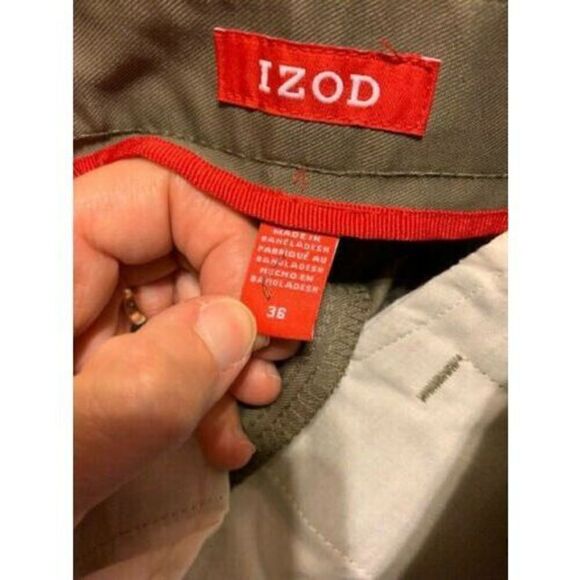 IZOD
MADE IN
BANGLADESH
FABRIQUÉ AU
BANGLADESH
HECHO EN
BANGLADESH
36